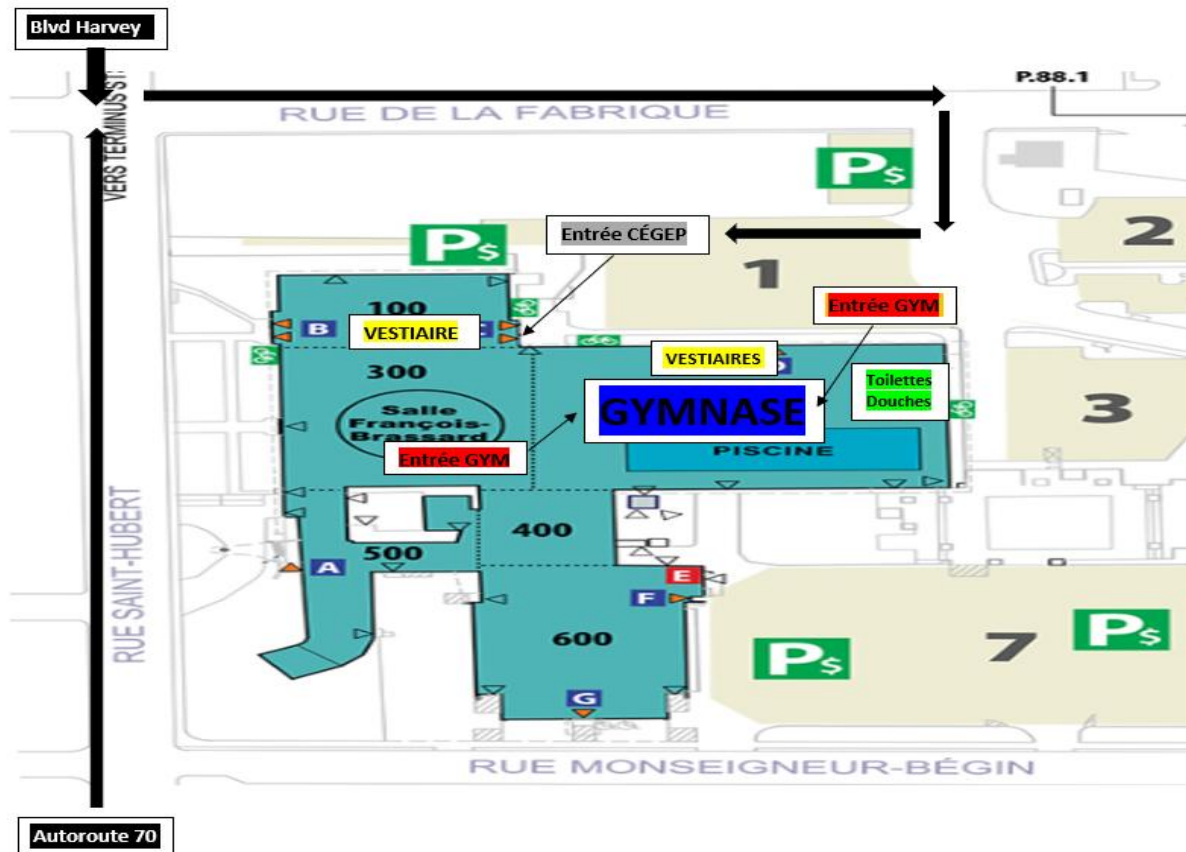 Blvd Harvey
P.88.1
VERS TERMINUS ST
RUE DE LA FABRIQUE
P$
P$
Entrée CÉGEP
2
1
100
Entrée GYM
B
VESTIAIRE
VESTIAIRES
300
Toilettes
Douches
3
Salle
François-
Brassard
GYMNASE
Entrée GYM
PISCINE
400
500
A
E
F
RUE SAINT-HUBERT
600
P$
7
P$
G
RUE MONSEIGNEUR-BÉGIN
Autoroute 70